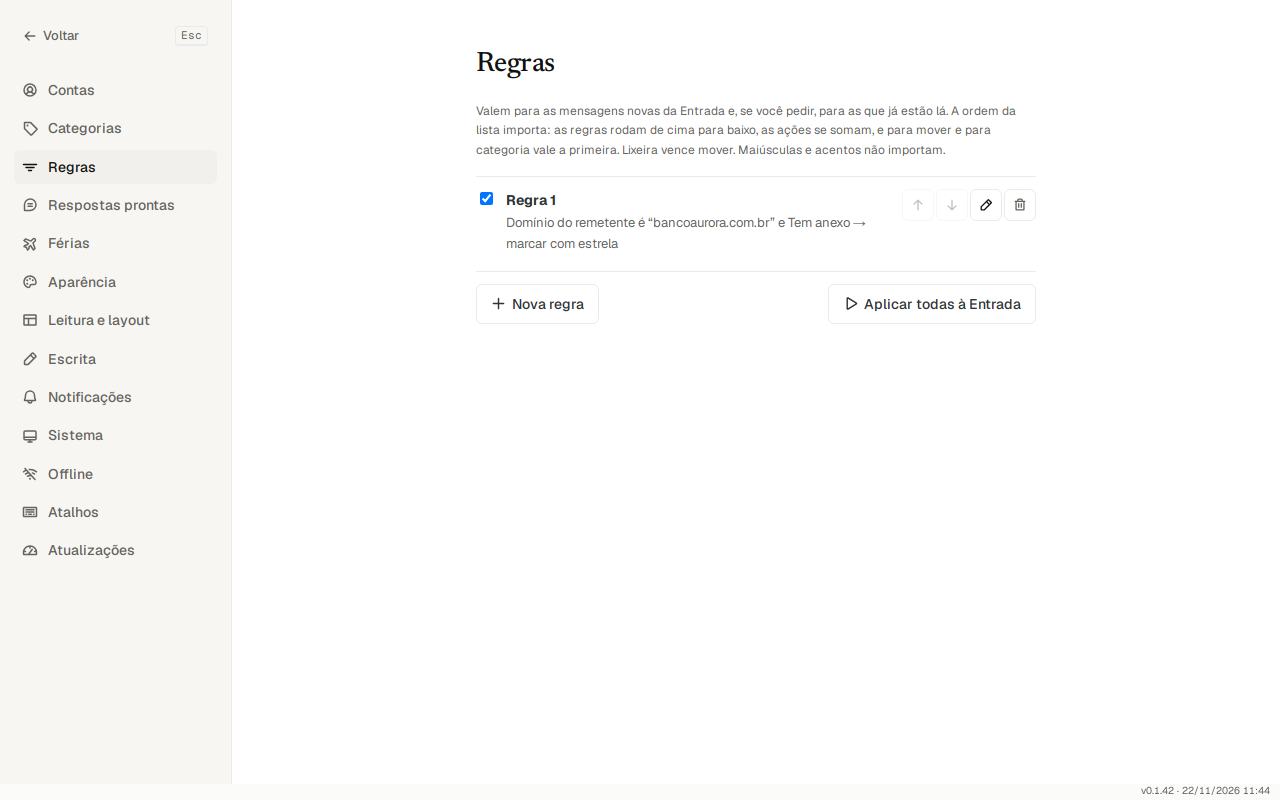 Voltar
Esc
Contas
Categorias
Regras
Respostas prontas
Férias
Aparência
Leitura e layout
Escrita
Notificações
Sistema
Offline
Atalhos
Atualizações
Regras
Valem para as mensagens novas da Entrada e, se você pedir, para as que já estão lá. A ordem da
lista importa: as regras rodam de cima para baixo, as ações se somam, e para mover e para
categoria vale a primeira. Lixeira vence mover. Maiúsculas e acentos não importam.
Regra 1
Domínio do remetente é “bancoaurora.com.br” e Tem anexo →
marcar com estrela
Nova regra
Aplicar todas à Entrada
v0.1.42 · 22/11/2026 11:44